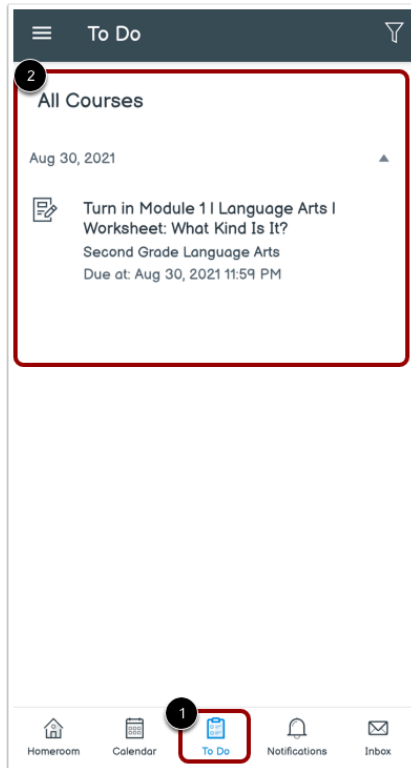 To Do
2
All Courses
Aug 30, 2021
Turn in Module 1 | Language Arts |
Worksheet: What Kind Is It?
Second Grade Language Arts
Due at: Aug 30, 2021 11:59 PM
1
Homeroom
Calendar
To Do
Notifications
Inbox